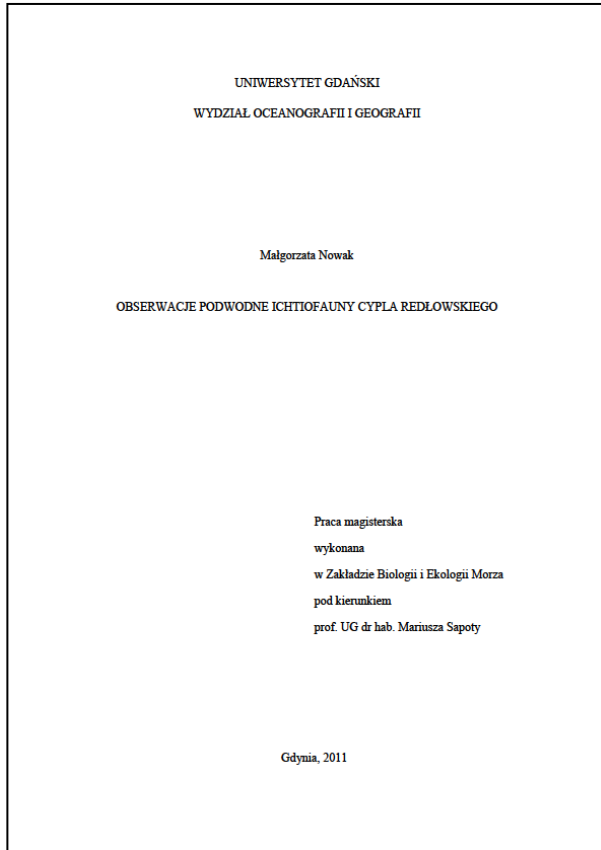 UNIWERSYTET GDAŃSKI
WYDZIAŁ OCEANOGRAFII I GEOGRAFII
Małgorzata Nowak
OBSERWACJE PODWODNE ICHTIOFAUNY CYPLA REDŁOWSKIEGO
Praca magisterska
wykonana
w Zakładzie Biologii i Ekologii Morza
pod kierunkiem
prof. UG dr hab. Mariusza Sapoty
Gdynia, 2011